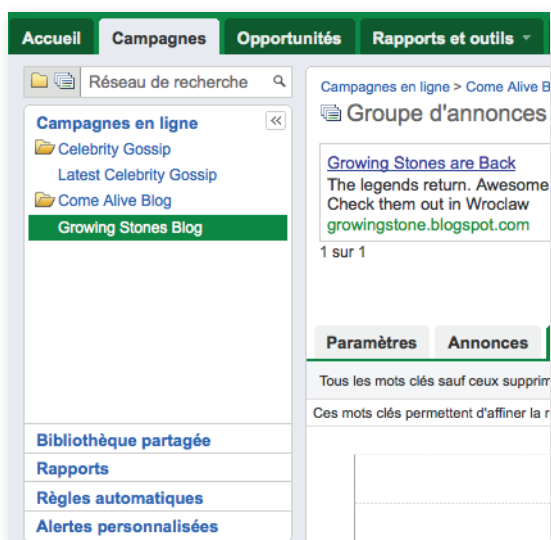 Accueil Campagnes Opportunités Rapports et outils
Réseau de recherche
Campagnes en ligne
Celebrity Gossip
Latest Celebrity Gossip
Come Alive Blog
Growing Stones Blog
Bibliothèque partagée
Rapports
Règles automatiques
Alertes personnalisées
Campagnes en ligne > Come Alive B
Groupe d'annonces
Growing Stones are Back
The legends return. Awesome
Check them out in Wroclaw
growingstone.blogspot.com
1 sur 1
Paramètres Annonces
Tous les mots clés sauf ceux supprim
Ces mots clés permettent d'affiner la r